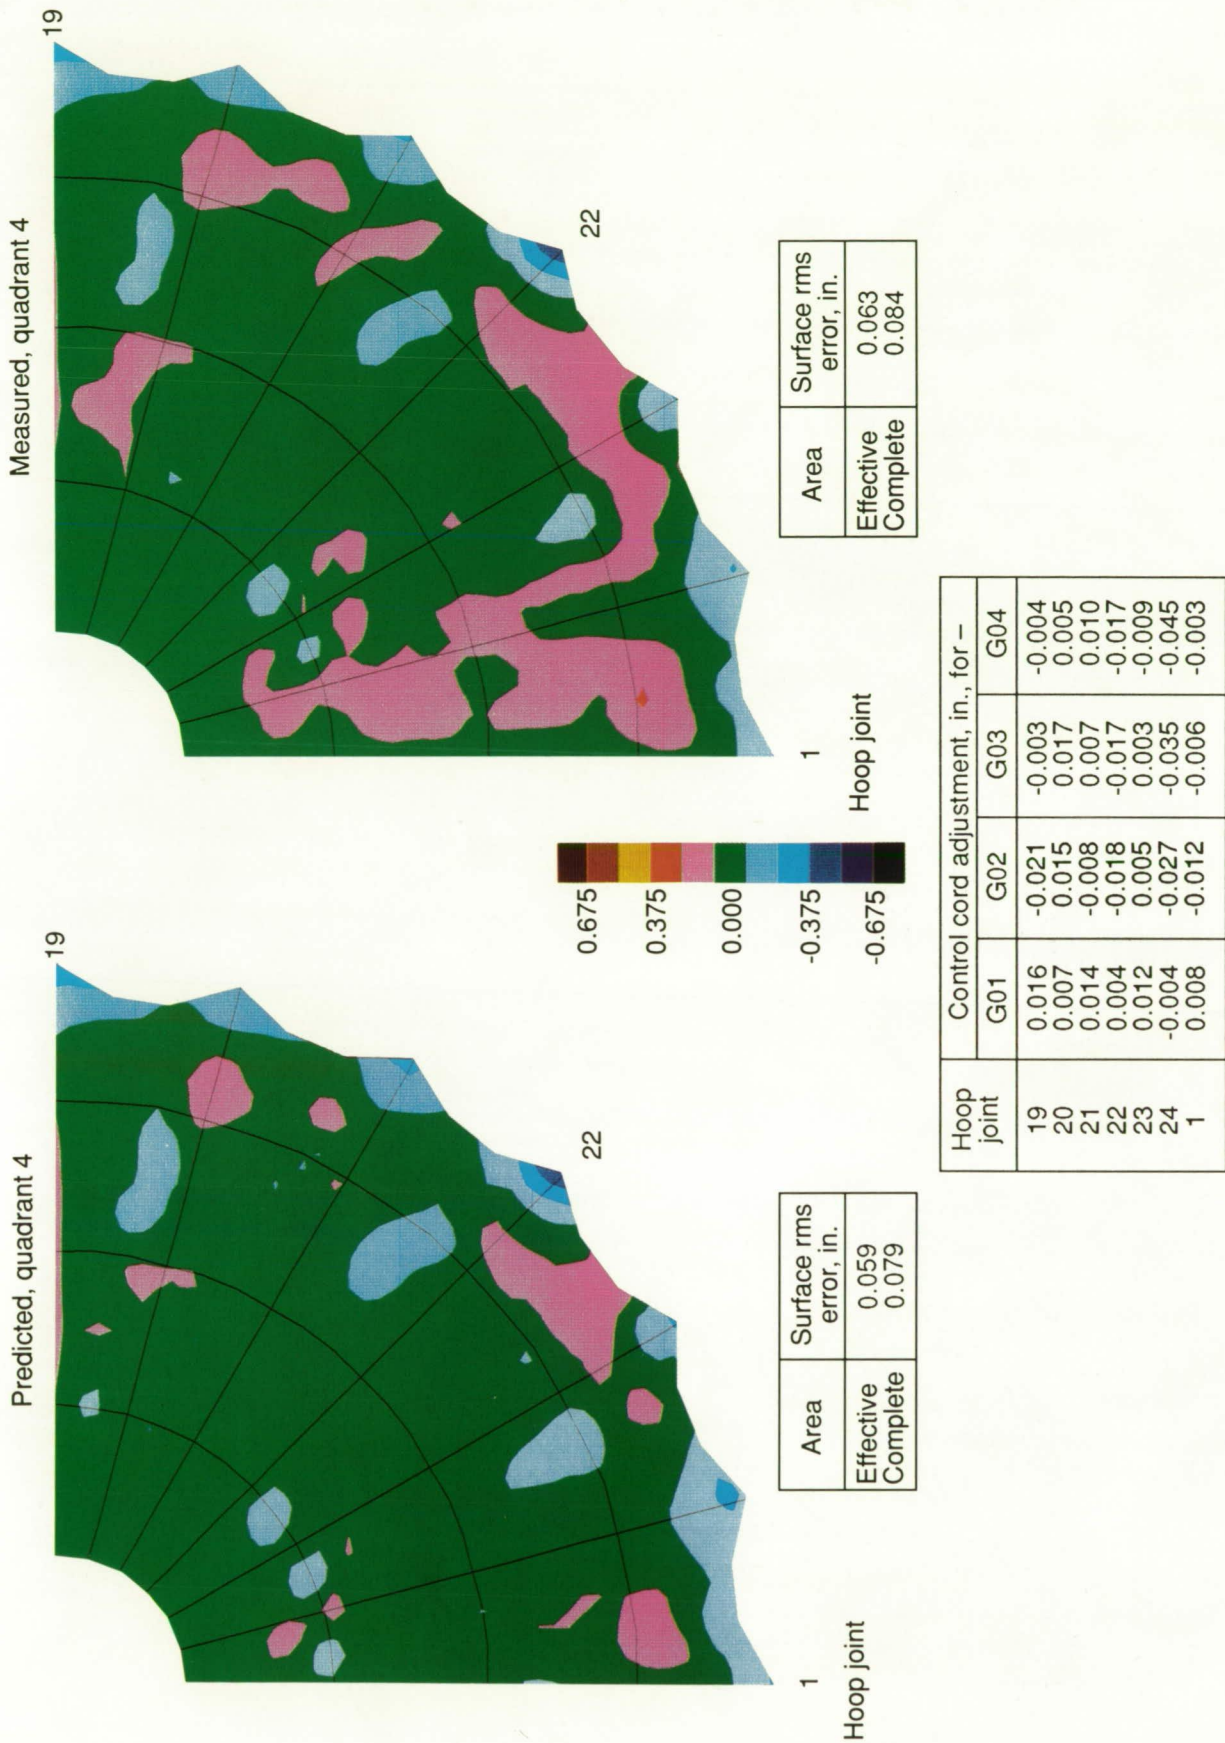 Predicted, quadrant 4
19
22
1
Hoop joint
Area
Surface rms
error, in.
Effective 0.059
Complete 0.079
Measured, quadrant 4
19
22
1
Hoop joint
Area
Surface rms
error, in.
Effective 0.063
Complete 0.084
0.675
0.375
0.000
-0.375
-0.675
Hoop
joint
Control cord adjustment, in., for –
G01 G02 G03 G04
19 0.016 -0.021 -0.003 -0.004
20 0.007 0.015 0.017 0.005
21 0.014 -0.008 0.007 0.010
22 0.004 -0.018 -0.017 -0.017
23 0.012 0.005 0.003 -0.009
24 -0.004 -0.027 -0.035 -0.045
1 0.008 -0.012 -0.006 -0.003